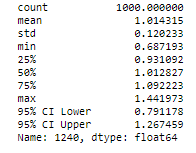 count 1000.000000
mean 1.014315
std 0.120233
min 0.687193
25% 0.931092
50% 1.012827
75% 1.092223
max 1.441973
95% CI Lower 0.791178
95% CI Upper 1.267459
Name: 1240, dtype: float64